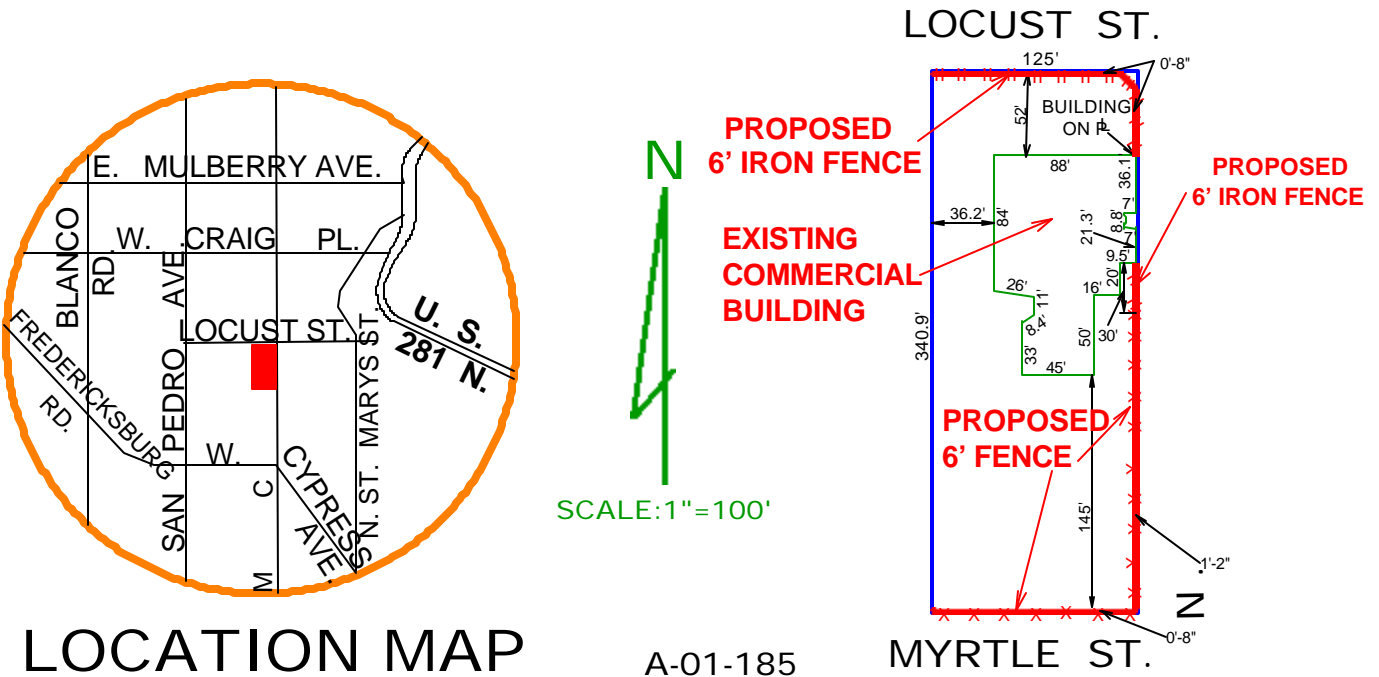 E. MULBERRY AVE.
W. CRAIG PL.
BLANCO
RD.
SAN PEDRO AVE.
LOCUST ST.
U. S.
281 N.
FREDERICKSBURG
RD.
W.
CYPRESS
AVE.
N. ST. MARYS ST.
M C
LOCATION MAP
N
SCALE:1"=100'
A-01-185
LOCUST ST.
125'
0'-8"
PROPOSED
6' IRON FENCE
52'
BUILDING
ON PL
88'
36.1'
PROPOSED
6' IRON FENCE
36.2'
84'
7'
8.8'
21.3'
7'
9.5'
EXISTING
COMMERCIAL
BUILDING
20'
26'
11'
8.4'
16'
30'
340.9'
33'
50'
45'
PROPOSED
6' FENCE
145'
1'-2"
N.
0'-8"
MYRTLE ST.